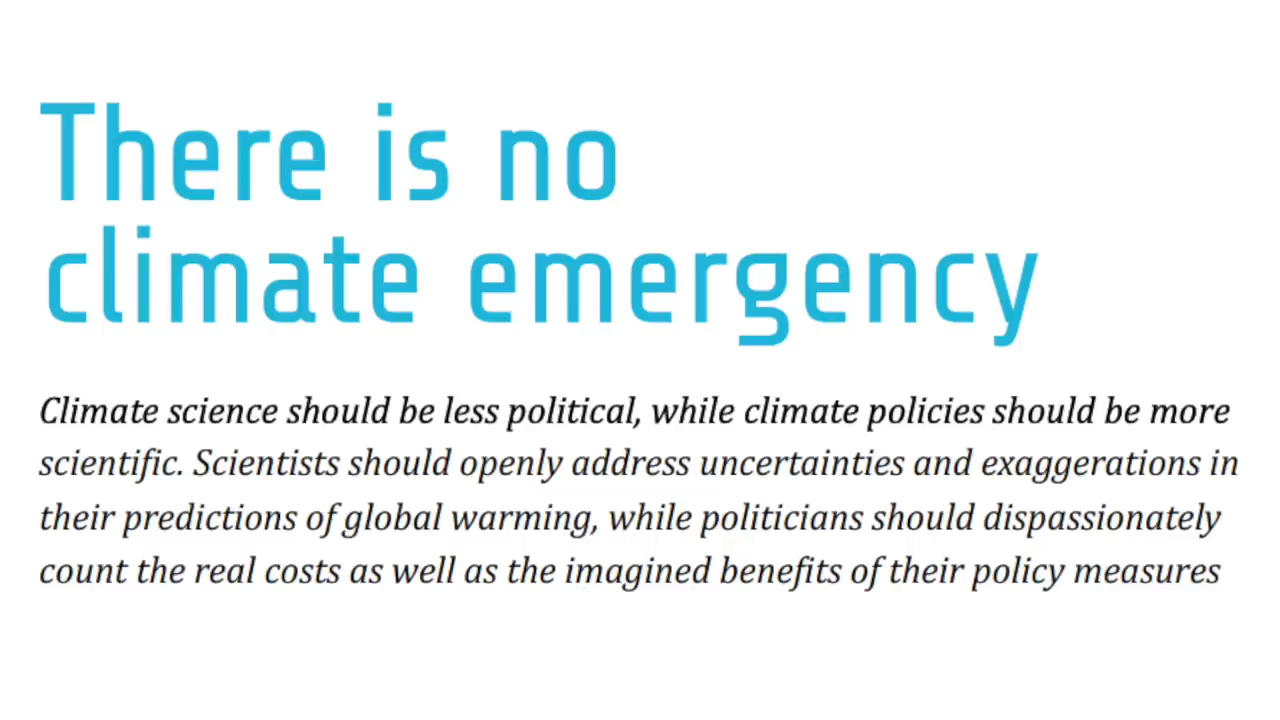 There is no
climate emergency
Climate science should be less political, while climate policies should be more
scientific. Scientists should openly address uncertainties and exaggerations in
their predictions of global warming, while politicians should dispassionately
count the real costs as well as the imagined benefits of their policy measures